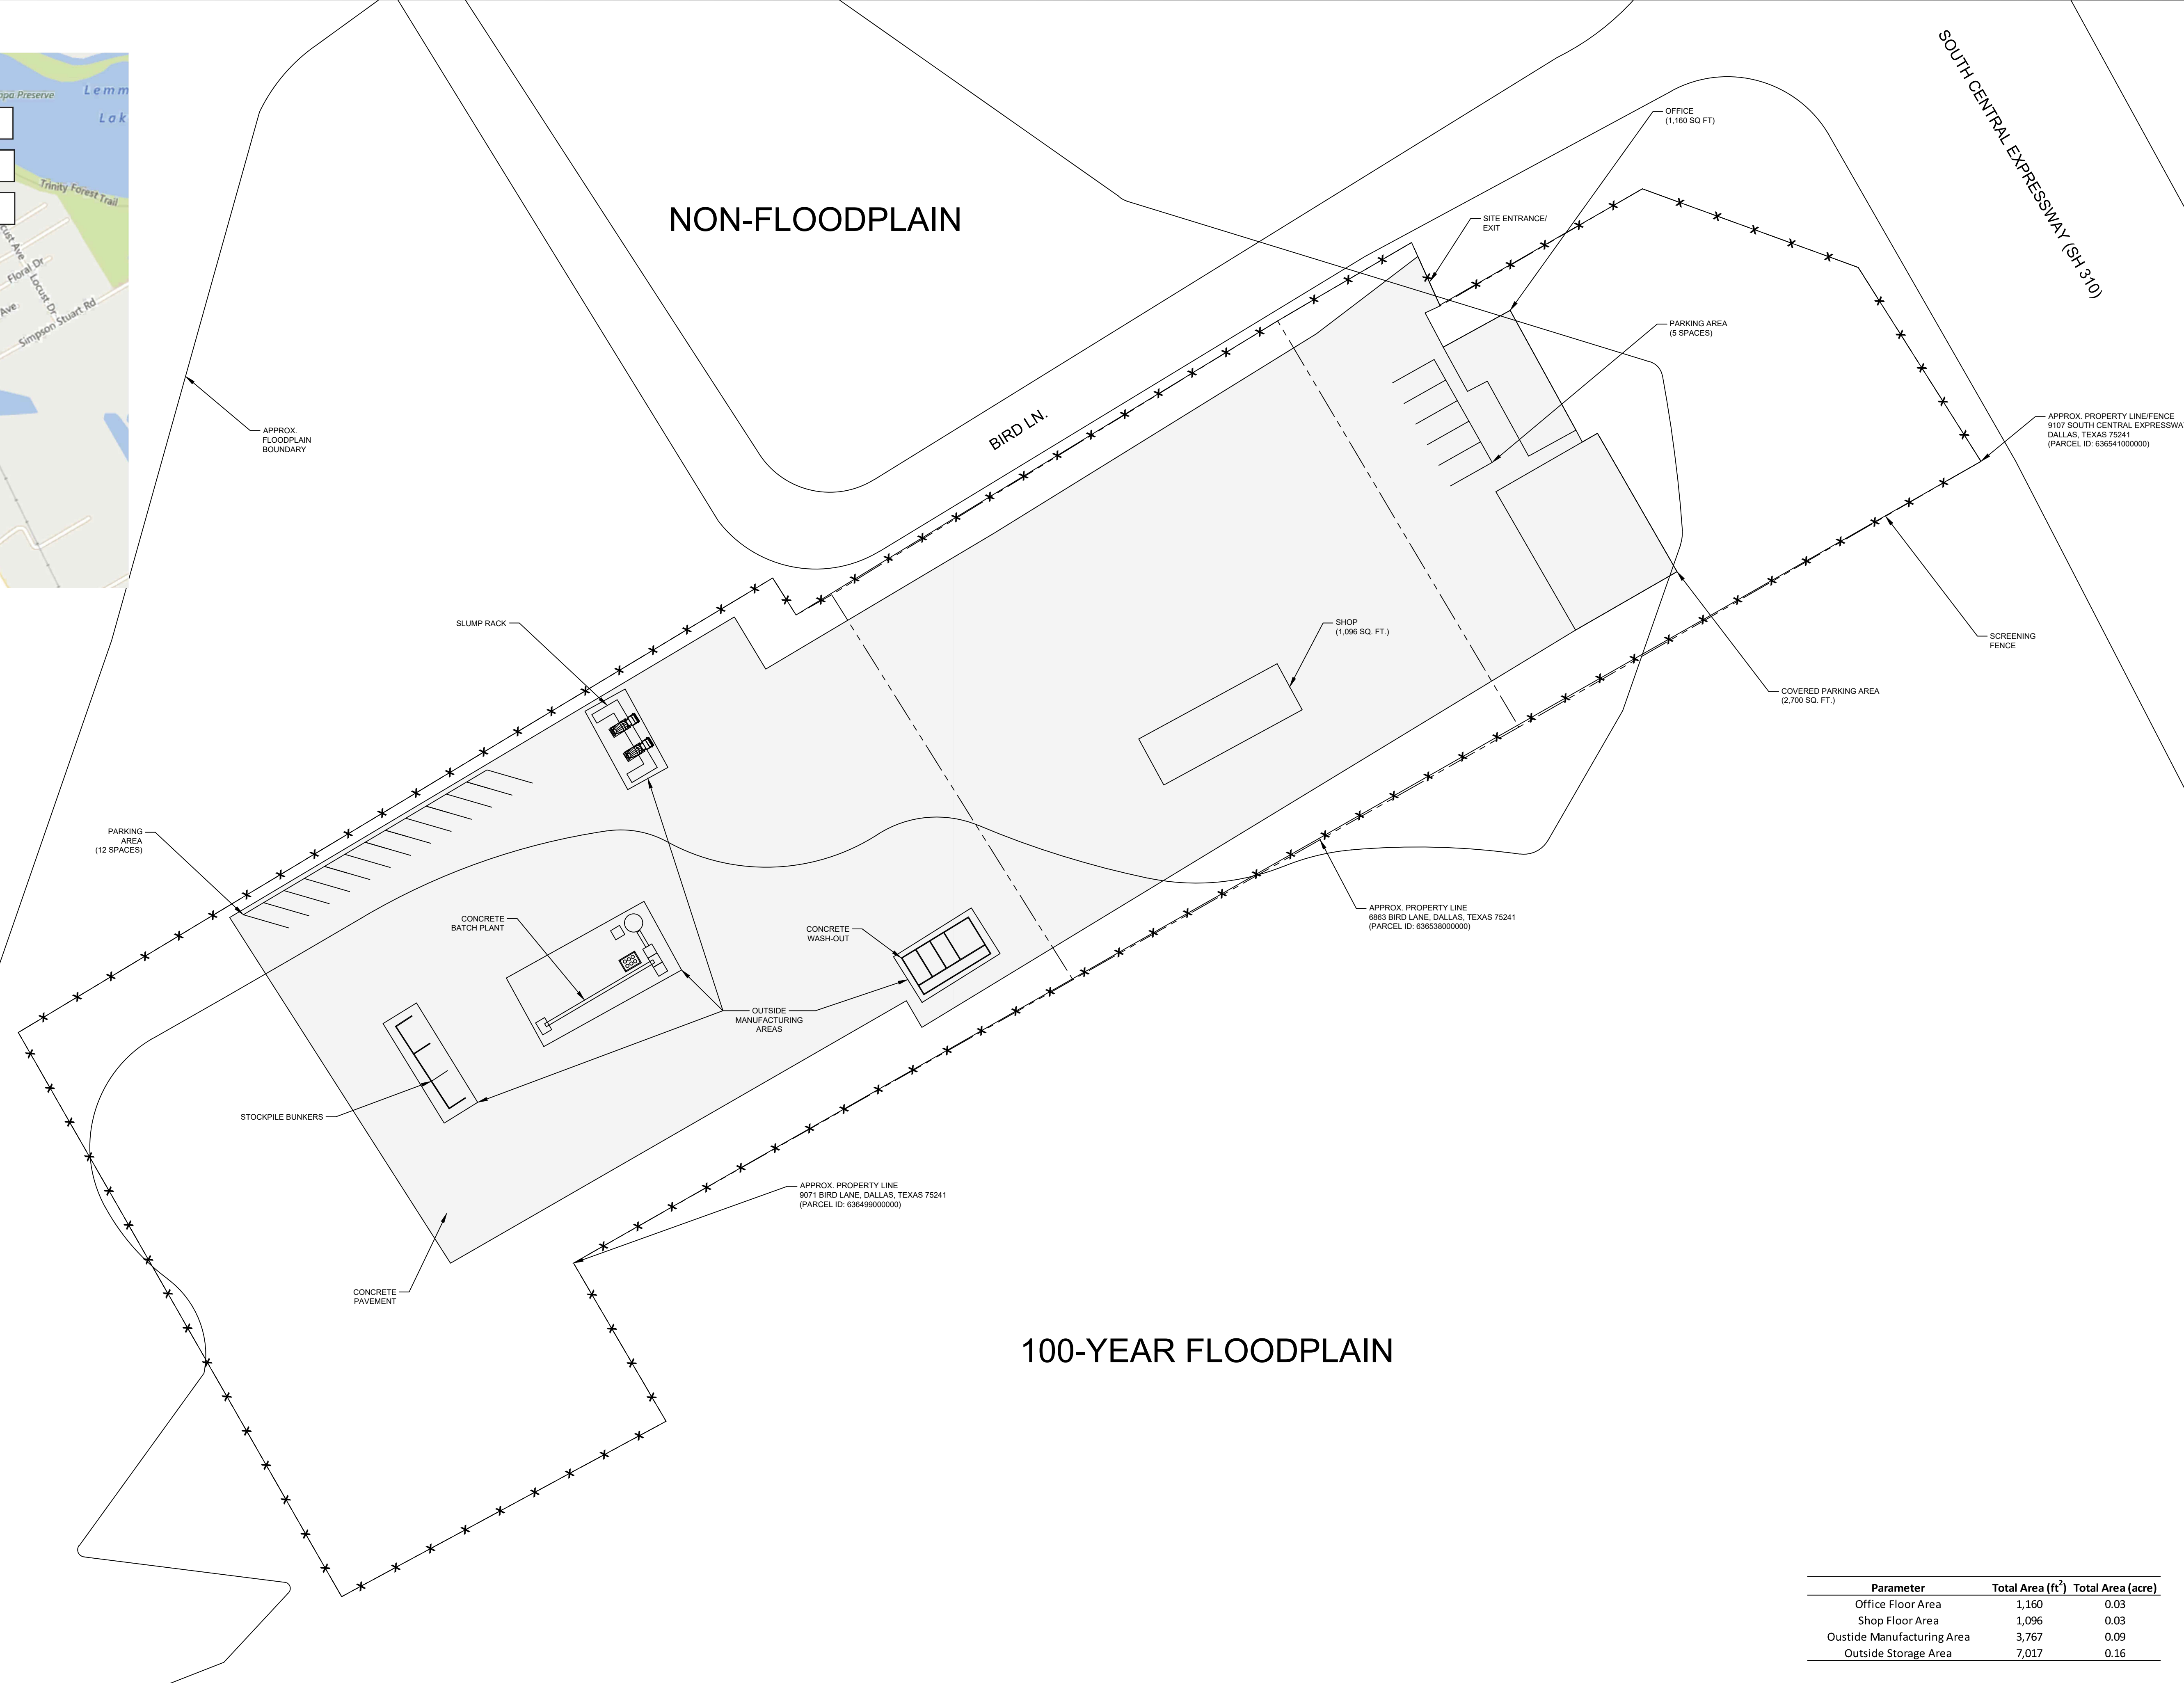 Lemm
Lak
Trinity Forest Trail
Floral Dr
Locust Dr
Simpson Stuart Rd
Ave
NON-FLOODPLAIN
SOUTH CENTRAL EXPRESSWAY (SH 310)
OFFICE
(1,160 SQ FT)
SITE ENTRANCE/
EXIT
PARKING AREA
(5 SPACES)
APPROX. PROPERTY LINE/FENCE
9107 SOUTH CENTRAL EXPRESSWA
DALLAS, TEXAS 75241
(PARCEL ID: 636541000000)
APPROX.
FLOODPLAIN
BOUNDARY
BIRD LN.
SLUMP RACK
SHOP
(1,096 SQ. FT.)
SCREENING
FENCE
COVERED PARKING AREA
(2,700 SQ. FT.)
PARKING
AREA
(12 SPACES)
CONCRETE
BATCH PLANT
CONCRETE
WASH-OUT
APPROX. PROPERTY LINE
6863 BIRD LANE, DALLAS, TEXAS 75241
(PARCEL ID: 636538000000)
OUTSIDE
MANUFACTURING
AREAS
STOCKPILE BUNKERS
APPROX. PROPERTY LINE
9071 BIRD LANE, DALLAS, TEXAS 75241
(PARCEL ID: 636499000000)
CONCRETE
PAVEMENT
100-YEAR FLOODPLAIN
Parameter Total Area (ft2) Total Area (acre)
Office Floor Area 1,160 0.03
Shop Floor Area 1,096 0.03
Oustide Manufacturing Area 3,767 0.09
Outside Storage Area 7,017 0.16